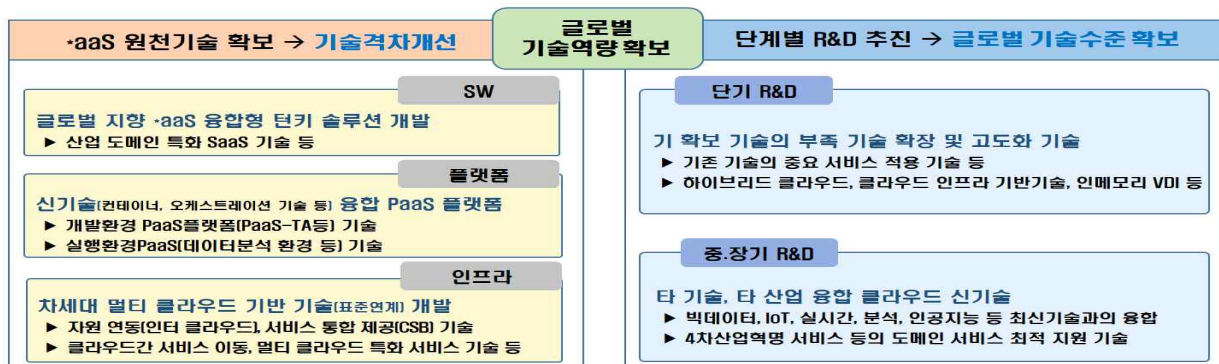 *aaS 원천기술 확보 → 기술격차개선
글로벌
기술역량 확보
단계별 R&D 추진 → 글로벌 기술수준 확보
SW
글로벌 지향 *aaS 융합형 턴키 솔루션 개발
► 산업 도메인 특화 SaaS 기술 등
플랫폼
신기술(컨테이너, 오케스트레이션 기술 등) 융합 PaaS 플랫폼
► 개발환경 PaaS플랫폼(PaaS-TA등) 기술
► 실행환경PaaS(데이터분석 환경 등) 기술
인프라
차세대 멀티 클라우드 기반 기술(표준연계) 개발
► 자원 연동(인터 클라우드), 서비스 통합 제공(CSB) 기술
► 클라우드간 서비스 이동, 멀티 클라우드 특화 서비스 기술 등
단기 R&D
기 확보 기술의 부족 기술 확장 및 고도화 기술
► 기존 기술의 중요 서비스 적용 기술 등
► 하이브리드 클라우드, 클라우드 인프라 기반기술, 인메모리 VDI 등
중.장기 R&D
타 기술, 타 산업 융합 클라우드 신기술
► 빅데이터, IoT, 실시간, 분석, 인공지능 등 최신기술과의 융합
► 4차산업혁명 서비스 등의 도메인 서비스 최적 지원 기술